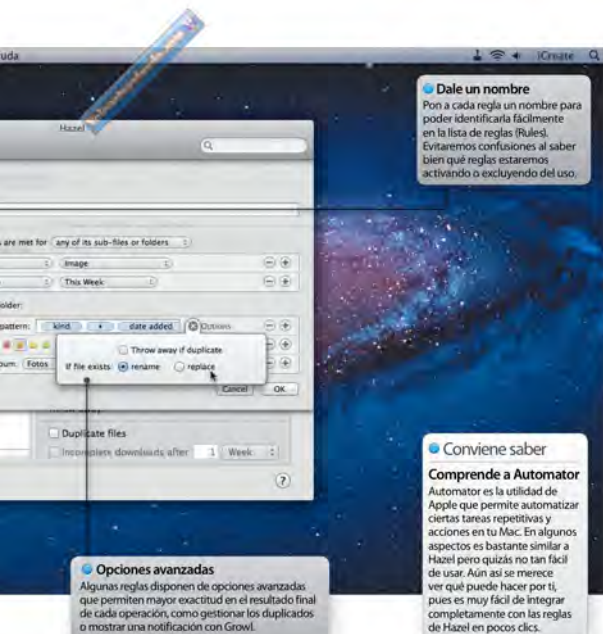 uda
iCreate
Dale un nombre
Pon a cada regla un nombre para
poder identificarla fácilmente
en la lista de reglas (Rules).
Evitaremos confusiones al saber
bien qué reglas estaremos
activando o excluyendo del uso.
Hazel
s are met for any of its sub-files or folders
Image
This Week
older:
pattern: kind date added Options
Throw away if duplicate
bum: Fotos
If file exists: rename replace
Cancel OK
Duplicate files
Incomplete downloads after 1 Week
?
Opciones avanzadas
Algunas reglas disponen de opciones avanzadas
que permiten mayor exactitud en el resultado final
de cada operación, como gestionar los duplicados
o mostrar una notificación con Growl.
Conviene saber
Comprende a Automator
Automator es la utilidad de
Apple que permite automatizar
ciertas tareas repetitivas y
acciones en tu Mac. En algunos
aspectos es bastante similar a
Hazel pero quizás no tan fácil
de usar. Aún así se merece
ver qué puede hacer por ti,
pues es muy fácil de integrar
completamente con las reglas
de Hazel en pocos clics.